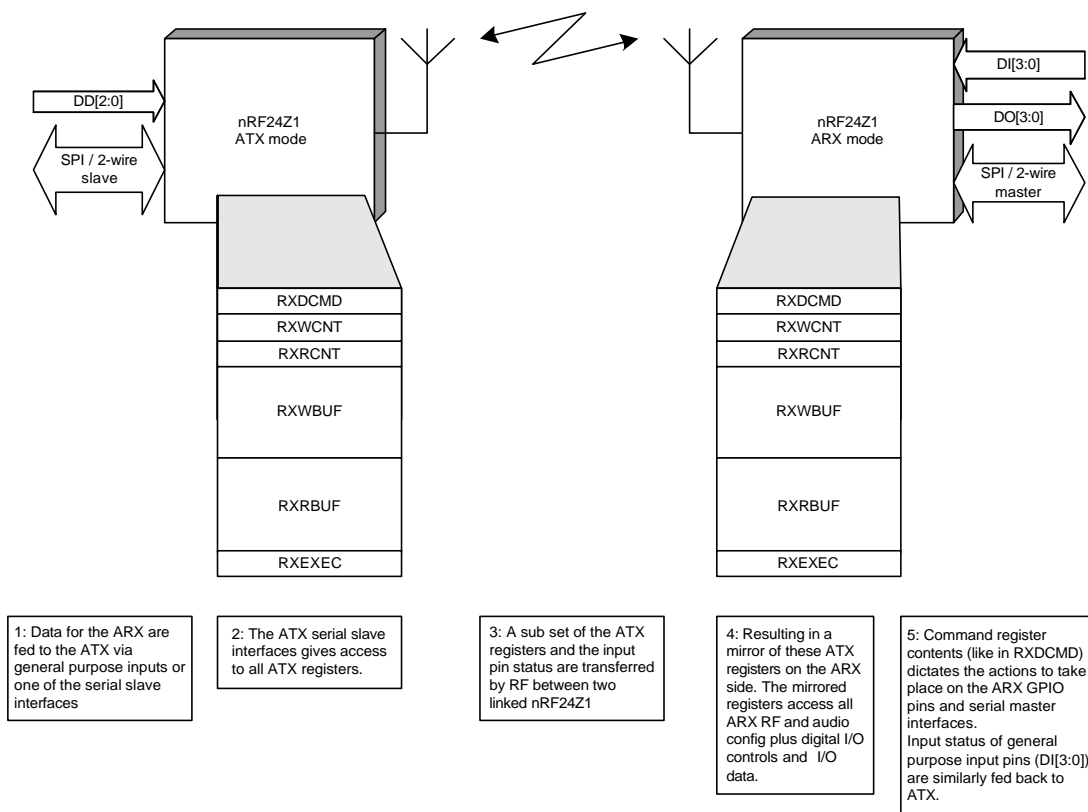 DD[2:0]
SPI / 2-wire
slave
nRF24Z1
ATX mode
nRF24Z1
ARX mode
DI[3:0]
DO[3:0]
SPI / 2-wire
master
RXDCMD
RXWCNT
RXRCNT
RXWBUF
RXRBUF
RXEXEC
RXDCMD
RXWCNT
RXRCNT
RXWBUF
RXRBUF
RXEXEC
1: Data for the ARX are
fed to the ATX via
general purpose inputs or
one of the serial slave
interfaces
2: The ATX serial slave
interfaces gives access
to all ATX registers.
3: A sub set of the ATX
registers and the input
pin status are transferred
by RF between two
linked nRF24Z1
4: Resulting in a
mirror of these ATX
registers on the ARX
side. The mirrored
registers access all
ARX RF and audio
config plus digital I/O
controls and I/O
data.
5: Command register
contents (like in RXDCMD)
dictates the actions to take
place on the ARX GPIO
pins and serial master
interfaces.
Input status of general
purpose input pins (DI[3:0])
are similarly fed back to
ATX.